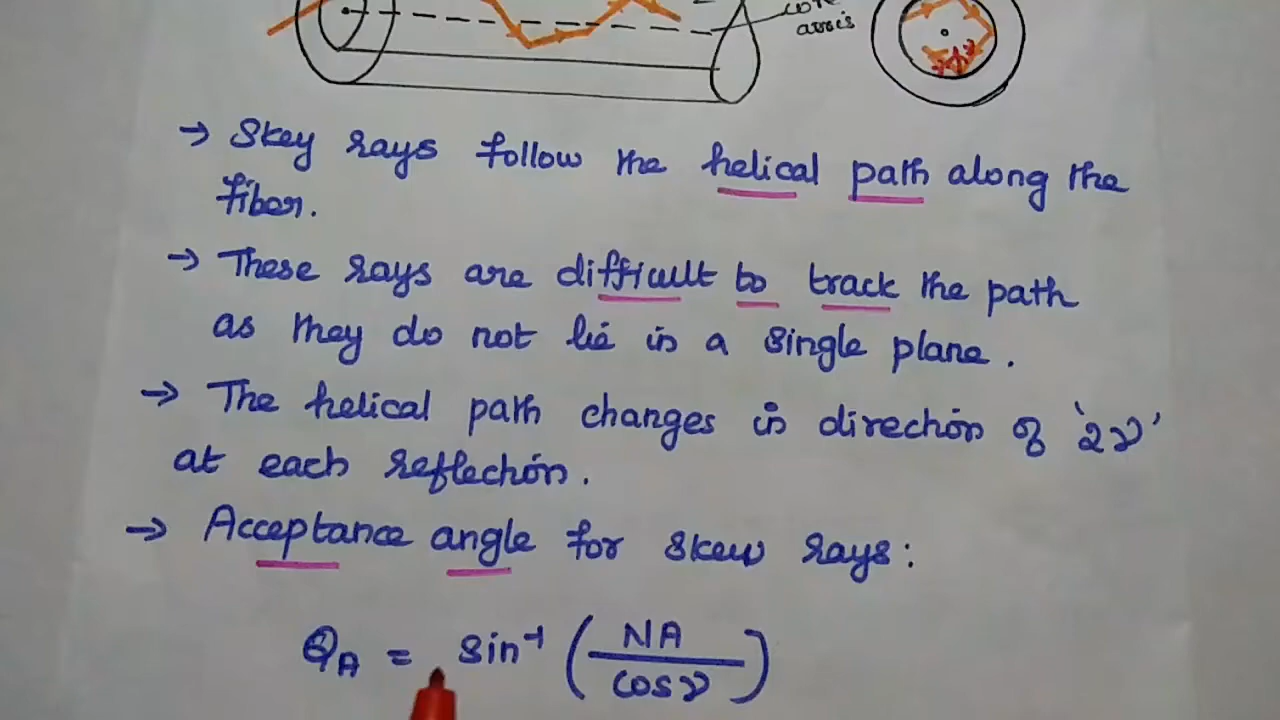 axis
→ Skey rays follow the helical path along the
fiber.
→ These rays are difficult to track the path
as they do not lie in a single plane.
→ The helical path changes in direction of '2γ'
at each reflection.
→ Acceptance angle for skew rays:
θA = sin⁻¹ (NA / cosγ)